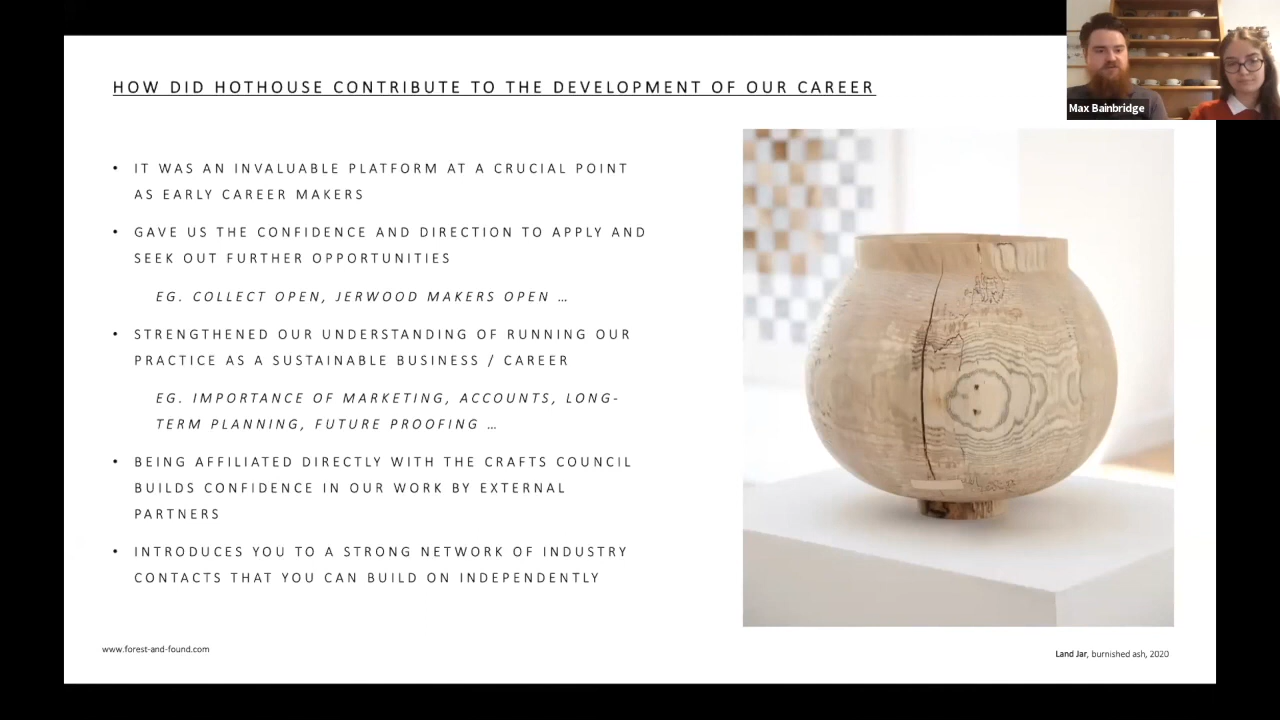 HOW DID HOTHOUSE CONTRIBUTE TO THE DEVELOPMENT OF OUR CAREER
Max Bainbridge
• IT WAS AN INVALUABLE PLATFORM AT A CRUCIAL POINT
AS EARLY CAREER MAKERS
• GAVE US THE CONFIDENCE AND DIRECTION TO APPLY AND
SEEK OUT FURTHER OPPORTUNITIES
EG. COLLECT OPEN, JERWOOD MAKERS OPEN …
• STRENGTHENED OUR UNDERSTANDING OF RUNNING OUR
PRACTICE AS A SUSTAINABLE BUSINESS / CAREER
EG. IMPORTANCE OF MARKETING, ACCOUNTS, LONG-
TERM PLANNING, FUTURE PROOFING …
• BEING AFFILIATED DIRECTLY WITH THE CRAFTS COUNCIL
BUILDS CONFIDENCE IN OUR WORK BY EXTERNAL
PARTNERS
• INTRODUCES YOU TO A STRONG NETWORK OF INDUSTRY
CONTACTS THAT YOU CAN BUILD ON INDEPENDENTLY
www.forest-and-found.com
Land Jar, burnished ash, 2020